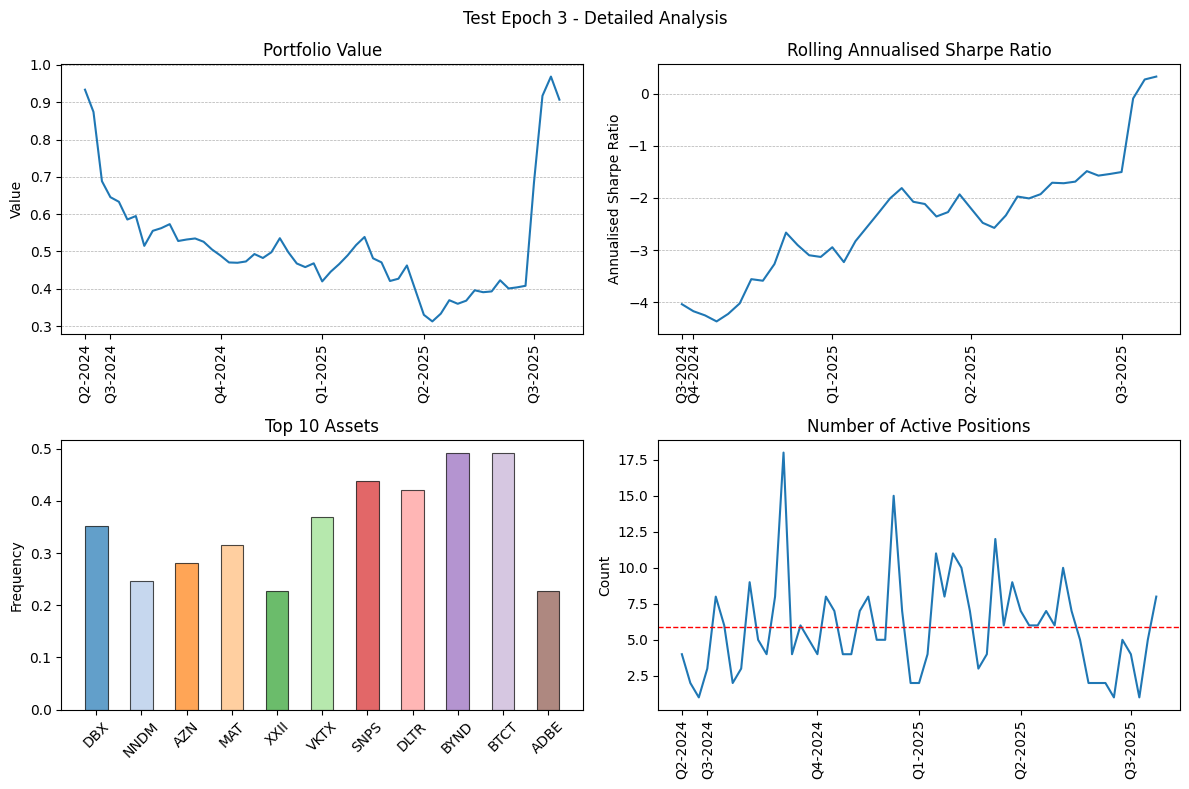 Test Epoch 3 - Detailed Analysis
Portfolio Value
Value
1.0
0.9
0.8
0.7
0.6
0.5
0.4
0.3
Q2-2024
Q3-2024
Q4-2024
Q1-2025
Q2-2025
Q3-2025
Rolling Annualised Sharpe Ratio
Annualised Sharpe Ratio
0
−1
−2
−3
−4
Q3-2024
Q4-2024
Q1-2025
Q2-2025
Q3-2025
Top 10 Assets
Frequency
0.5
0.4
0.3
0.2
0.1
0.0
DBX
NNDM
AZN
MAT
XXII
VKTX
SNPS
DLTR
BYND
BTCT
ADBE
Number of Active Positions
Count
17.5
15.0
12.5
10.0
7.5
5.0
2.5
Q2-2024
Q3-2024
Q4-2024
Q1-2025
Q2-2025
Q3-2025